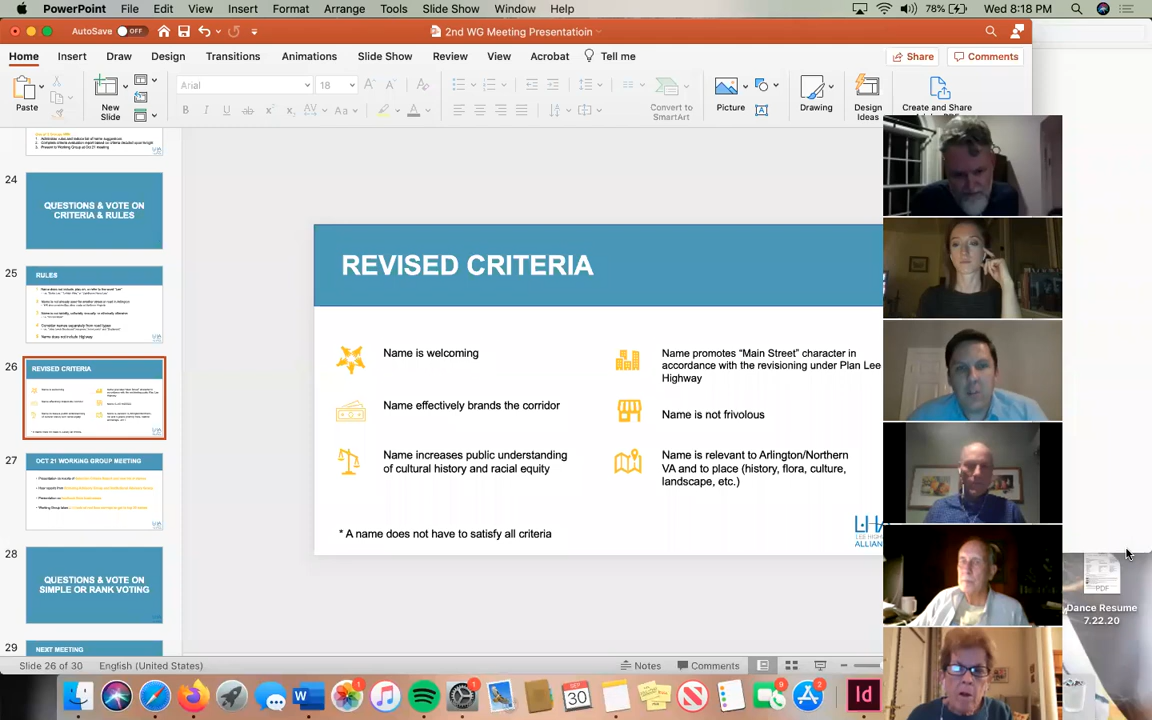 PowerPoint File Edit View Insert Format Arrange Tools Slide Show Window Help 78% Wed 8:18 PM
AutoSave OFF 2nd WG Meeting Presentatioin
Home Insert Draw Design Transitions Animations Slide Show Review View Acrobat Tell me Share Comments
Arial 18
Paste New Slide Convert to SmartArt Picture Drawing Design Ideas Create and Share
24
QUESTIONS & VOTE ON
CRITERIA & RULES
25
RULES
26
REVISED CRITERIA
27
OCT 21 WORKING GROUP MEETING
28
QUESTIONS & VOTE ON
SIMPLE OR RANK VOTING
29
NEXT MEETING
REVISED CRITERIA
Name is welcoming
Name effectively brands the corridor
Name increases public understanding
of cultural history and racial equity
Name promotes “Main Street” character in
accordance with the revisioning under Plan Lee
Highway
Name is not frivolous
Name is relevant to Arlington/Northern
VA and to place (history, flora, culture,
landscape, etc.)
* A name does not have to satisfy all criteria
PDF
Dance Resume
7.22.20
Slide 26 of 30 English (United States) Notes Comments
SEP
30
Id